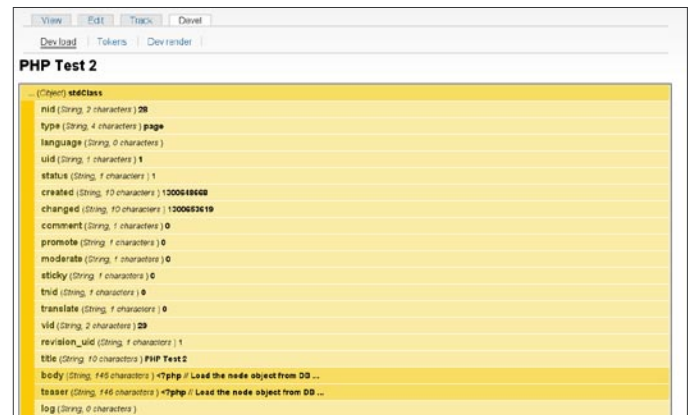 View Edit Track Devel
Dev load Tokens Dev render
PHP Test 2
... (Object) stdClass
nid (String, 2 characters ) 28
type (String, 4 characters ) page
language (String, 0 characters )
uid (String, 1 characters ) 1
status (String, 1 characters ) 1
created (String, 10 characters ) 1300648668
changed (String, 10 characters ) 1300653619
comment (String, 1 characters ) 0
promote (String, 1 characters ) 0
moderate (String, 1 characters ) 0
sticky (String, 1 characters ) 0
tnid (String, 1 characters ) 0
translate (String, 1 characters ) 0
vid (String, 2 characters ) 29
revision_uid (String, 1 characters ) 1
title (String, 10 characters ) PHP Test 2
body (String, 146 characters ) <?php // Load the node object from DB ...
teaser (String, 146 characters ) <?php // Load the node object from DB ...
log (String, 0 characters )